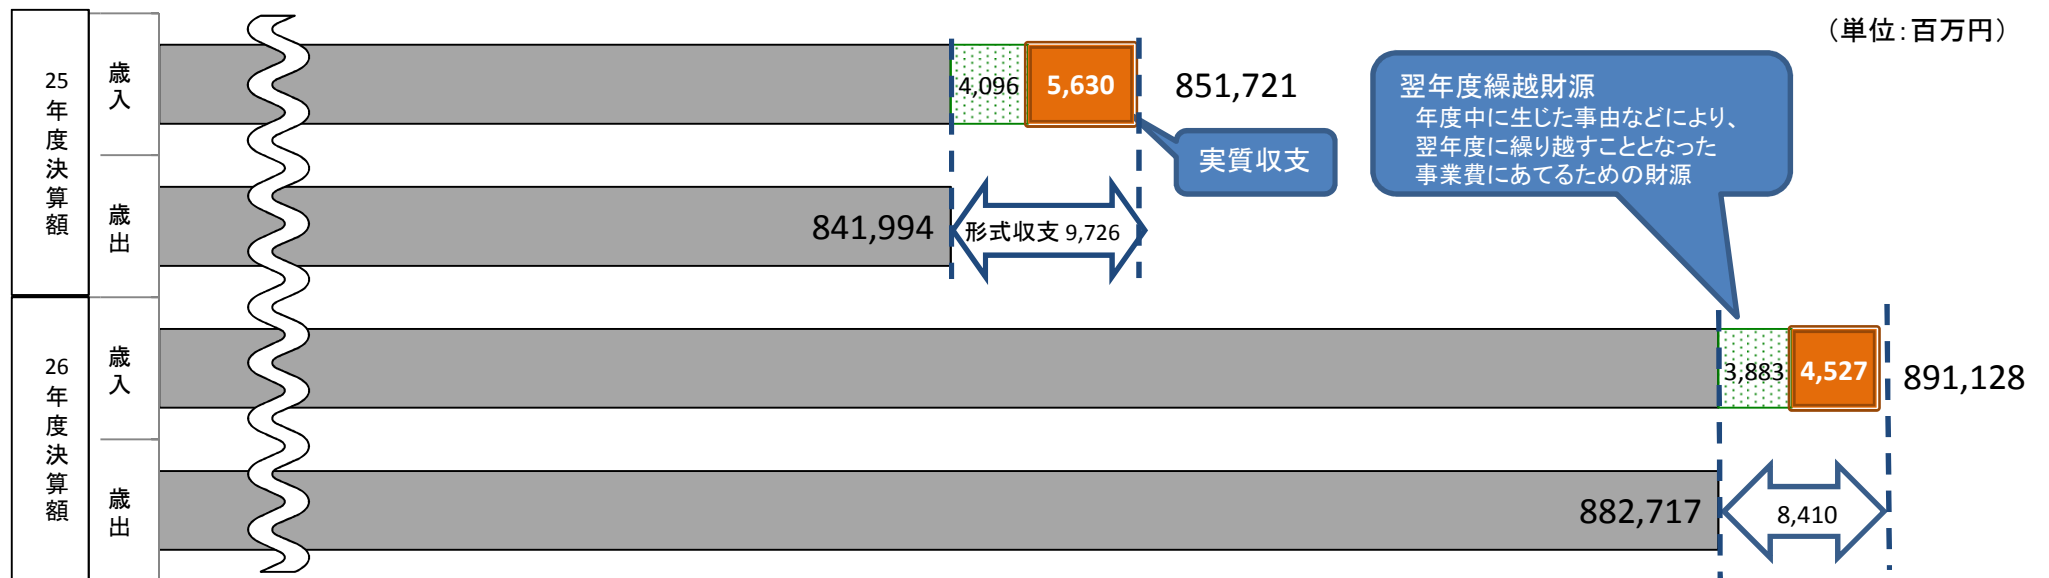 （単位：百万円）
25年度決算額
歳入
4,096
5,630
851,721
実質収支
翌年度繰越財源
年度中に生じた事由などにより、
翌年度に繰り越すこととなった
事業費にあてるための財源
歳出
841,994
形式収支 9,726
26年度決算額
歳入
3,883
4,527
891,128
歳出
882,717
8,410